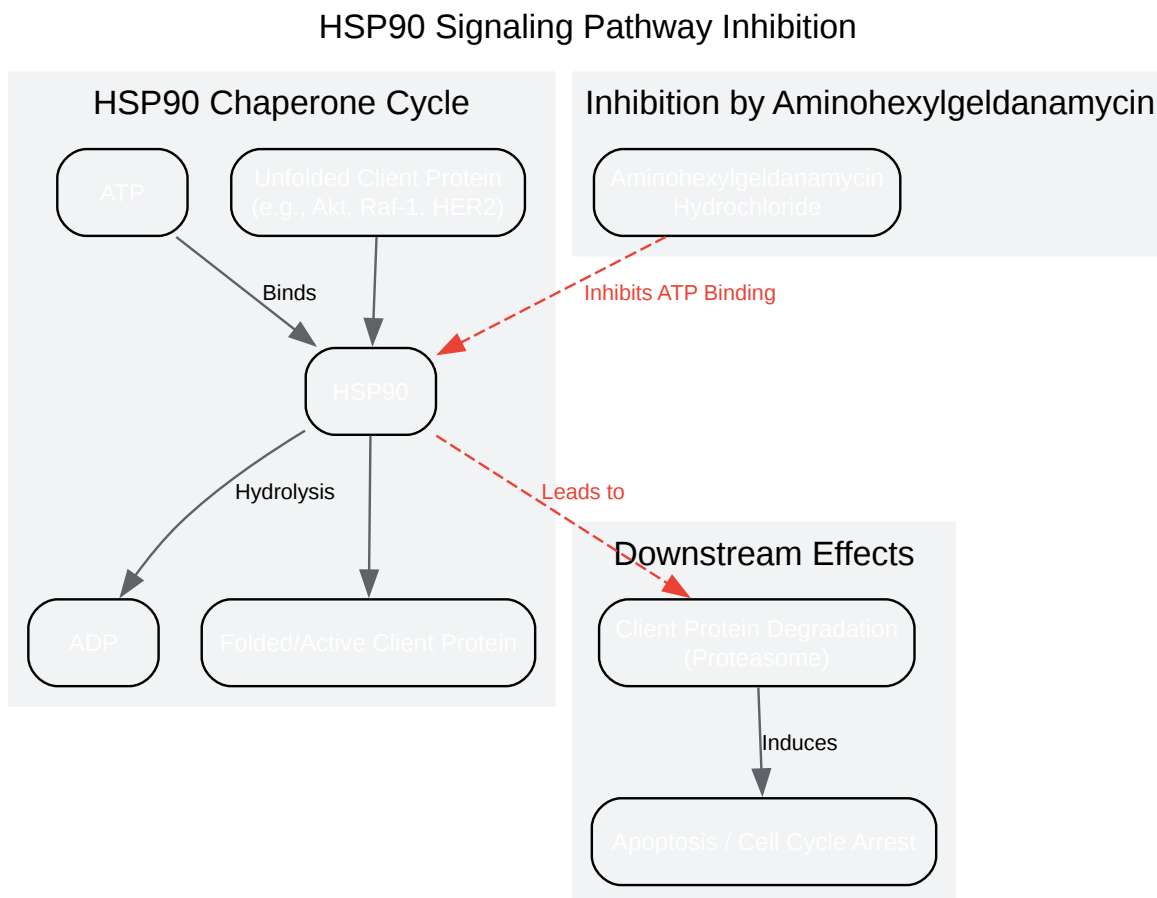 HSP90 Signaling Pathway Inhibition
HSP90 Chaperone Cycle
Inhibition by Aminohexylgeldanamycin
ATP
Unfolded Client Protein
(e.g., Akt, Raf-1, HER2)
Aminohexylgeldanamycin
Hydrochloride
Binds
Inhibits ATP Binding
HSP90
Hydrolysis
Leads to
Downstream Effects
ADP
Folded/Active Client Protein
Client Protein Degradation
(Proteasome)
Induces
Apoptosis / Cell Cycle Arrest